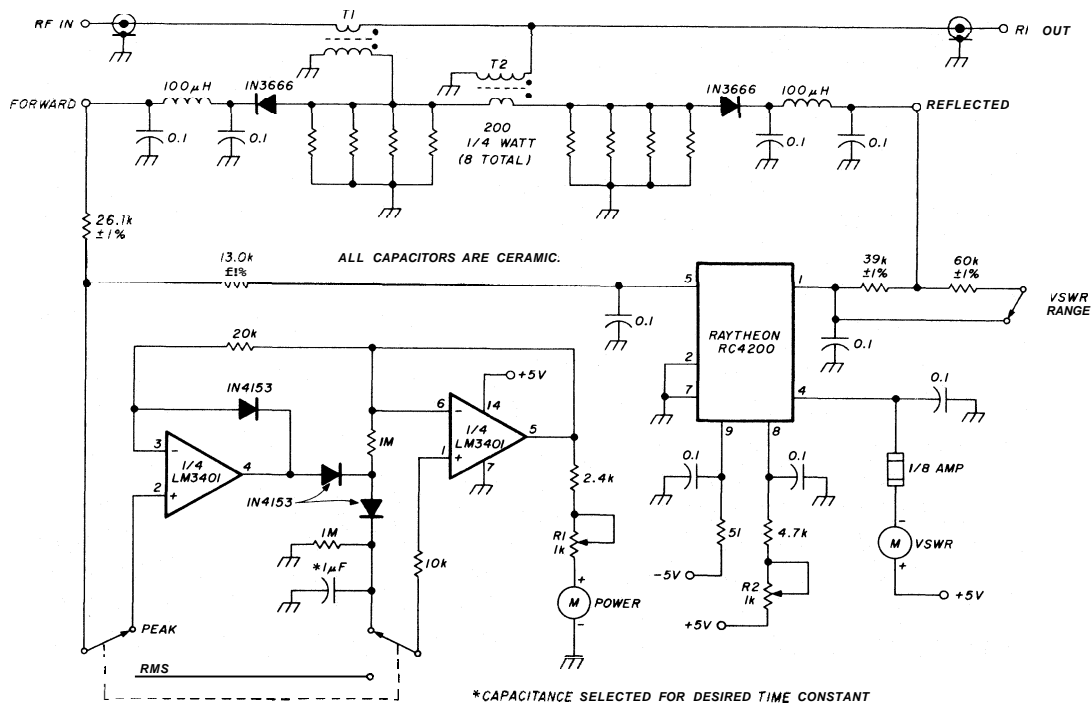 T1
RF IN
R1 OUT
T2
FORWARD
100µH
1N3666
1N3666
100µH
REFLECTED
0.1
0.1
200
1/4 WATT
(8 TOTAL)
0.1
0.1
26.1k
±1%
13.0k
±1%
ALL CAPACITORS ARE CERAMIC.
39k
±1%
60k
±1%
5
1
VSWR
RANGE
0.1
RAYTHEON
RC4200
0.1
20k
2
7
4
0.1
+5V
1N4153
9
8
6
-
14
1/4
LM3401
5
1
+
7
3
-
1/4
LM3401
4
2
+
1M
0.1
0.1
1/8 AMP
2.4k
1N4153
-
M
VSWR
+
+5V
51
4.7k
R1
1k
1M
10k
*1µF
-5V
R2
1k
+
M
POWER
-
+5V
PEAK
RMS
*CAPACITANCE SELECTED FOR DESIRED TIME CONSTANT